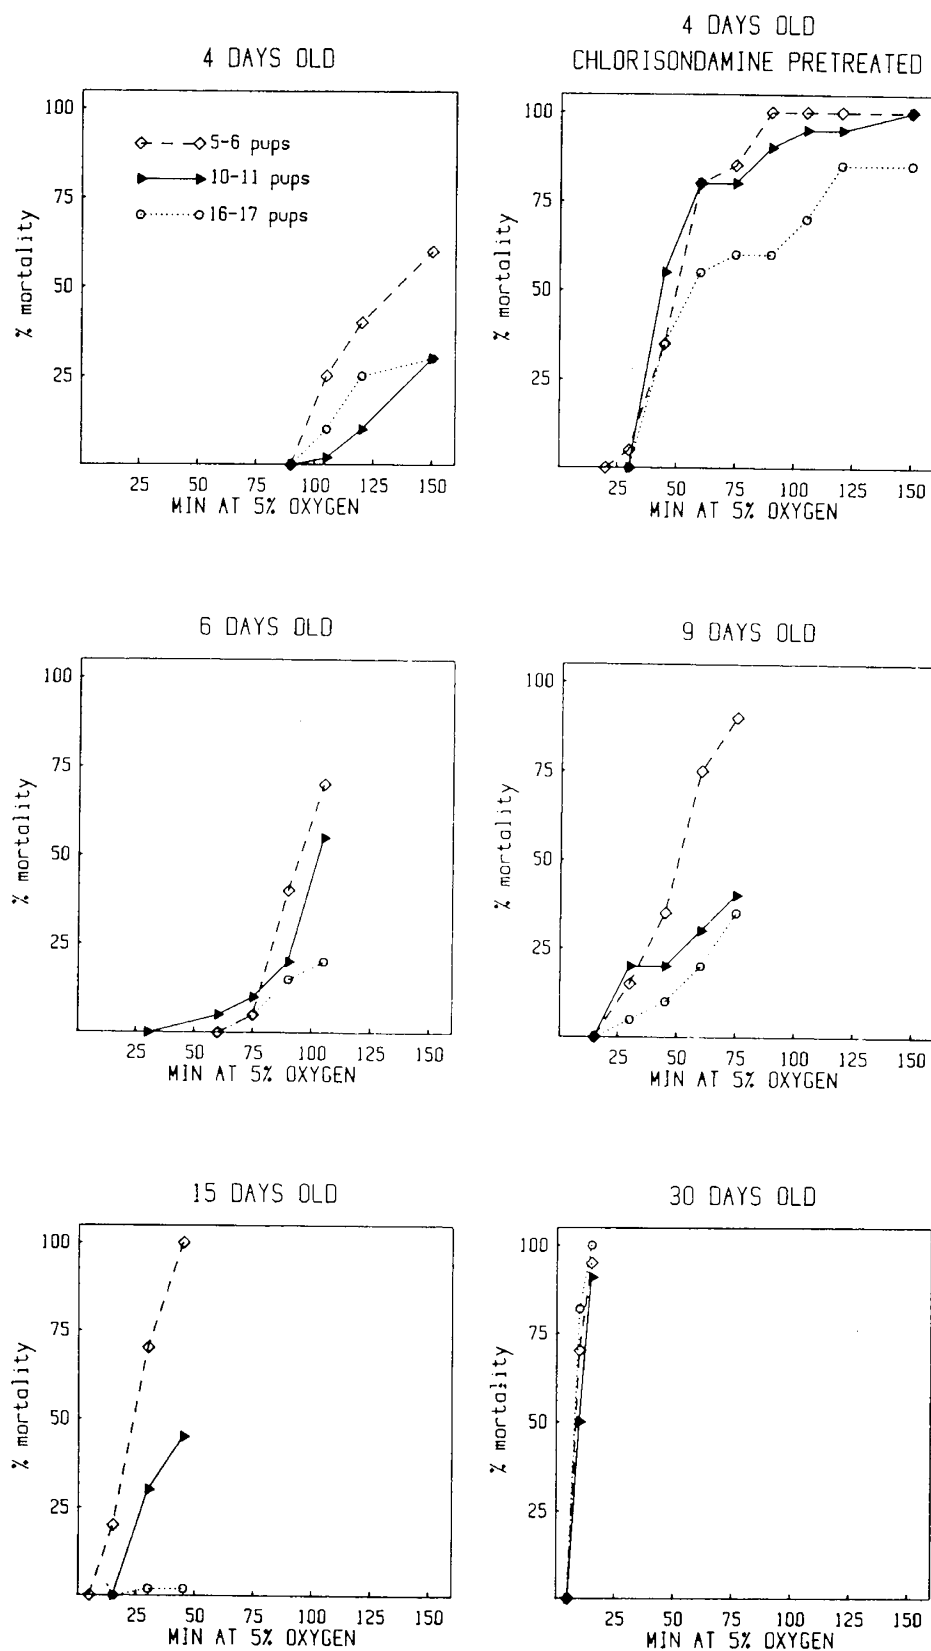 4 DAYS OLD
100
75
50
25
% mortality
5-6 pups
10-11 pups
16-17 pups
25 50 75 100 125 150
MIN AT 5% OXYGEN
4 DAYS OLD
CHLORISONDAMINE PRETREATED
100
75
50
25
% mortality
25 50 75 100 125 150
MIN AT 5% OXYGEN
6 DAYS OLD
100
75
50
25
% mortality
25 50 75 100 125 150
MIN AT 5% OXYGEN
9 DAYS OLD
100
75
50
25
% mortality
25 50 75 100 125 150
MIN AT 5% OXYGEN
15 DAYS OLD
100
75
50
25
% mortality
25 50 75 100 125 150
MIN AT 5% OXYGEN
30 DAYS OLD
100
75
50
25
% mortality
25 50 75 100 125 150
MIN AT 5% OXYGEN